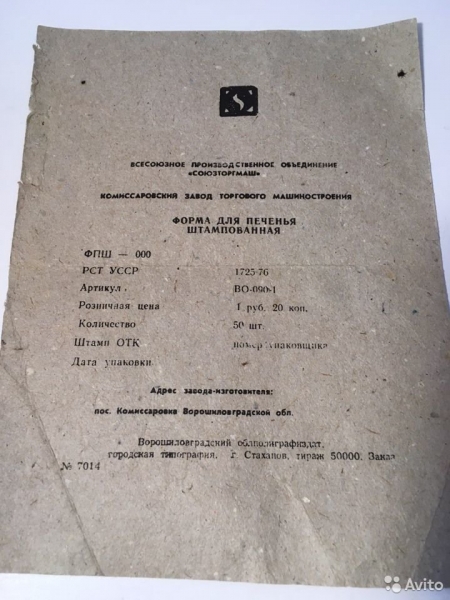 ВСЕСОЮЗНОЕ ПРОИЗВОДСТВЕННОЕ ОБЪЕДИНЕНИЕ
«СОЮЗТОРГМАШ»
КОМИССАРОВСКИЙ ЗАВОД ТОРГОВОГО МАШИНОСТРОЕНИЯ
ФОРМА ДЛЯ ПЕЧЕНЬЯ
ШТАМПОВАННАЯ
ФПШ — 000
РСТ УССР 1725-76
Артикул ВО-090-1
Розничная цена 1 руб. 20 коп.
Количество 50 шт.
Штамп ОТК номер упаковщика
Дата упаковки
Адрес завода-изготовителя:
пос. Комиссаровка Ворошиловградской обл.
Ворошиловградский облполиграфиздат,
городская типография, г. Стаханов, тираж 50000. Заказ
№ 7014
Avito